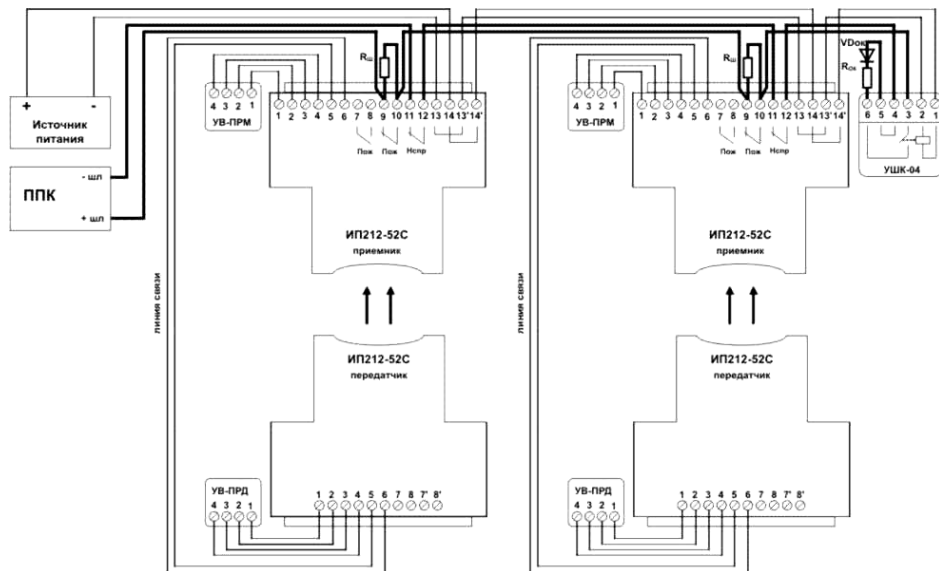 + -
Источник
питания
- шл
ППК
+ шл
4 3 2 1
УВ-ПРМ
Rш
1 2 3 4 5 6 7 8 9 10 11 12 13 14 13' 14'
Пож Пож Нспр
ИП212-52С
приемник
линия связи
ИП212-52С
передатчик
УВ-ПРД
4 3 2 1
1 2 3 4 5 6 7 8 7' 8'
4 3 2 1
УВ-ПРМ
Rш
1 2 3 4 5 6 7 8 9 10 11 12 13 14 13' 14'
Пож Пож Нспр
ИП212-52С
приемник
линия связи
ИП212-52С
передатчик
УВ-ПРД
4 3 2 1
1 2 3 4 5 6 7 8 7' 8'
VDок
Rок
6 5 4 3 2 1
УШК-04